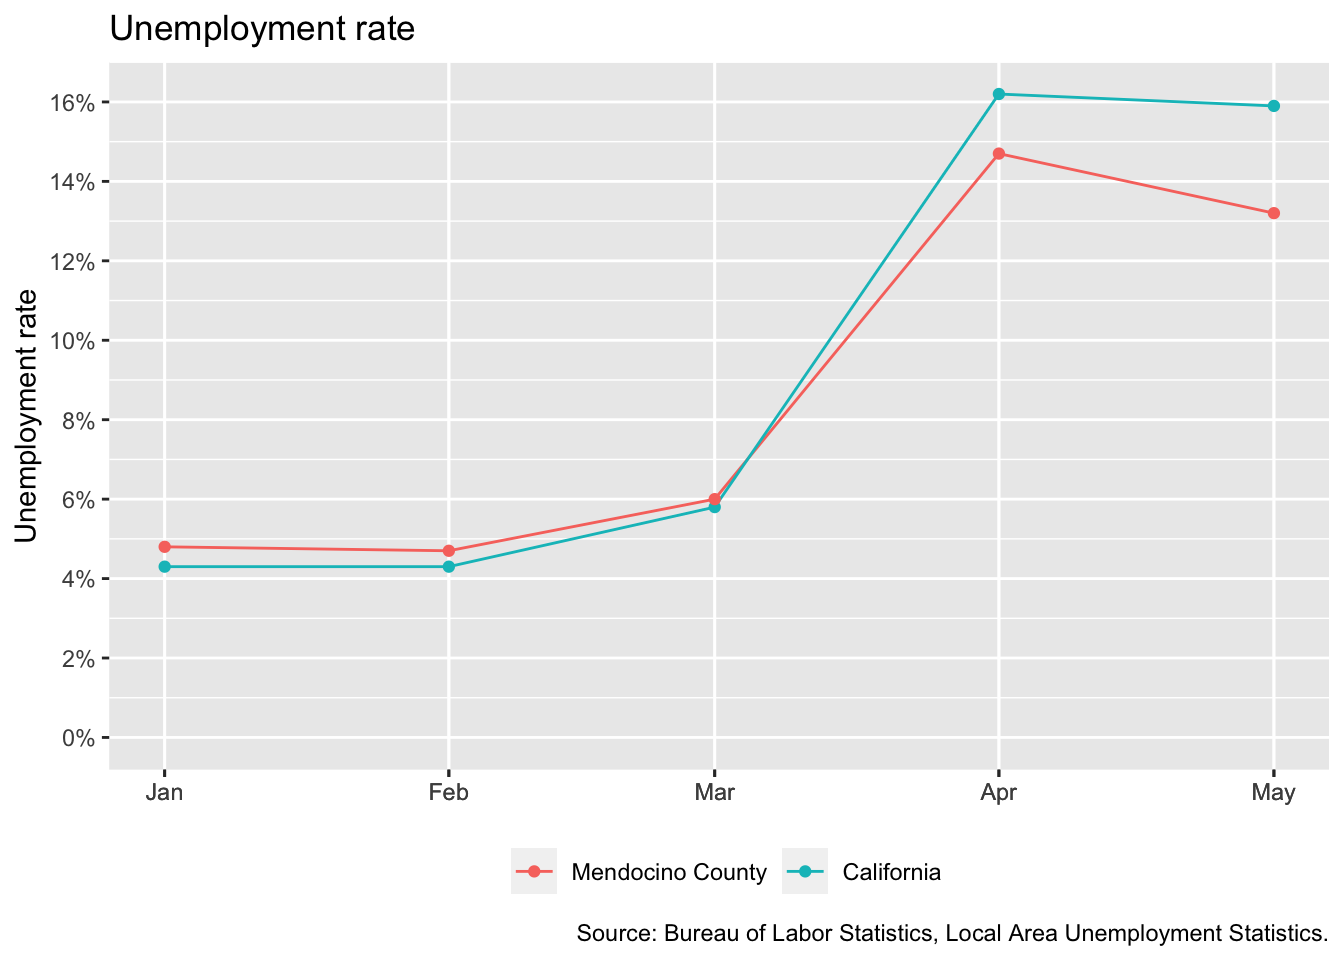 Unemployment rate
Unemployment rate
16%
14%
12%
10%
8%
6%
4%
2%
0%
Jan Feb Mar Apr May
Mendocino County California
Source: Bureau of Labor Statistics, Local Area Unemployment Statistics.